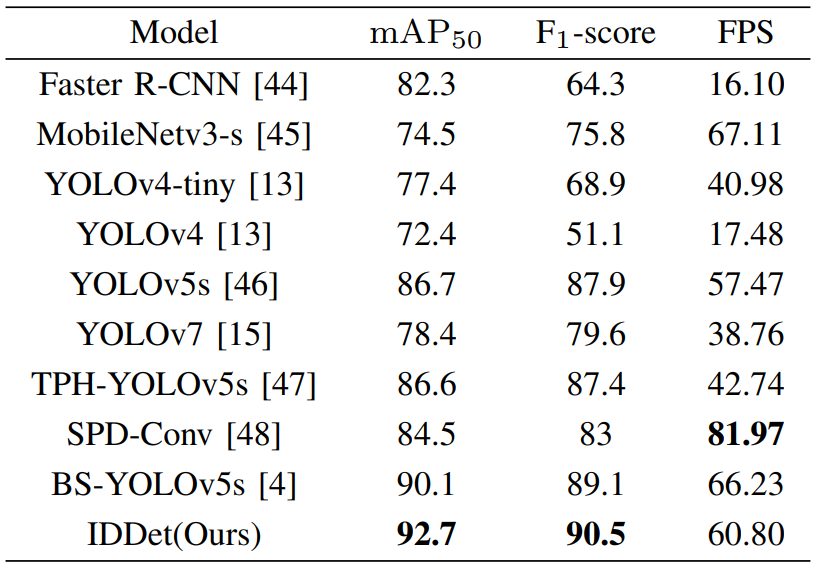 Model mAP50 F1-score FPS
Faster R-CNN [44] 82.3 64.3 16.10
MobileNetv3-s [45] 74.5 75.8 67.11
YOLOv4-tiny [13] 77.4 68.9 40.98
YOLOv4 [13] 72.4 51.1 17.48
YOLOv5s [46] 86.7 87.9 57.47
YOLOv7 [15] 78.4 79.6 38.76
TPH-YOLOv5s [47] 86.6 87.4 42.74
SPD-Conv [48] 84.5 83 81.97
BS-YOLOv5s [4] 90.1 89.1 66.23
IDDet(Ours) 92.7 90.5 60.80